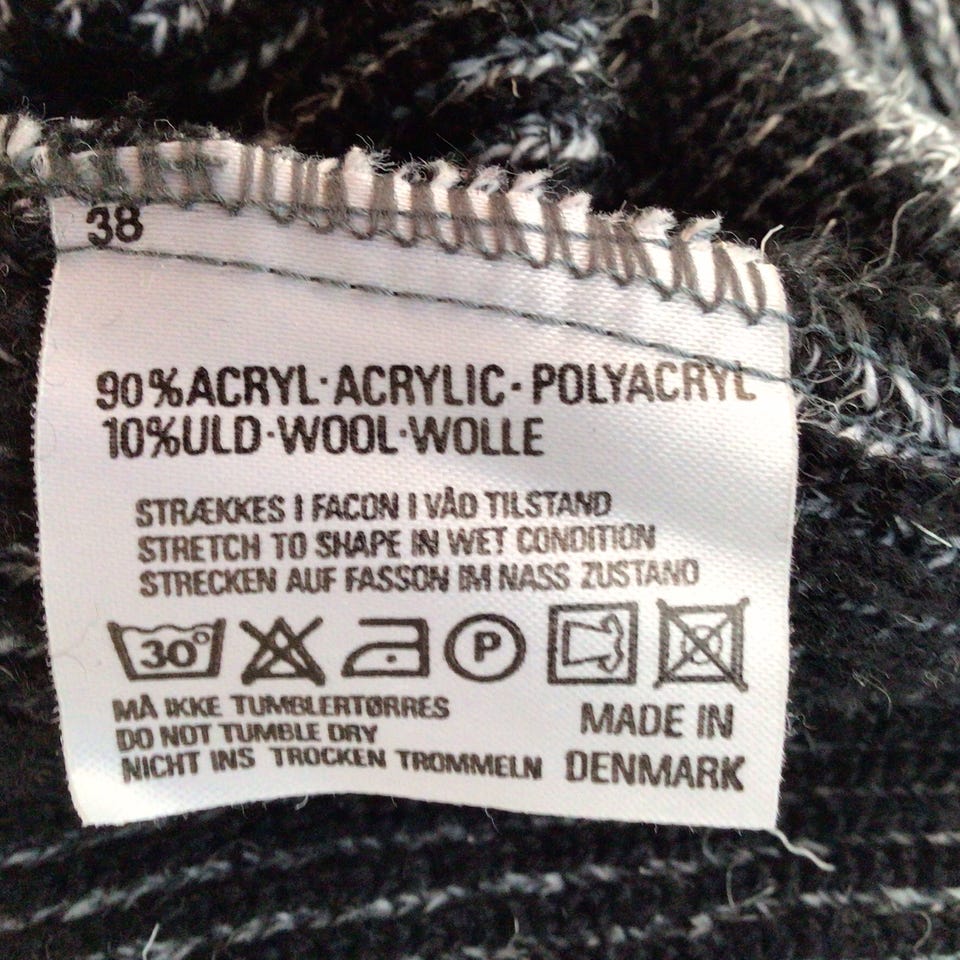 38
90%ACRYL·ACRYLIC-POLYACRYL
10%ULD·WOOL·WOLLE
STRÆKKES I FACON I VÅD TILSTAND
STRETCH TO SHAPE IN WET CONDITION
STRECKEN AUF FASSON IM NASS ZUSTAND
30° P
MÅ IKKE TUMBLERTØRRES
DO NOT TUMBLE DRY
NICHT INS TROCKEN TROMMELN
MADE IN
DENMARK